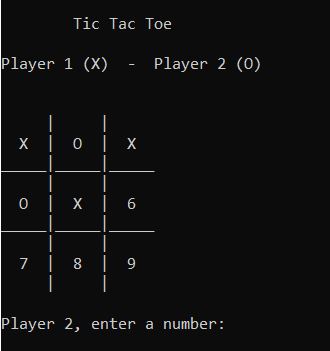 Tic Tac Toe
Player 1 (X) - Player 2 (O)
X | O | X
O | X | 6
7 | 8 | 9
Player 2, enter a number: